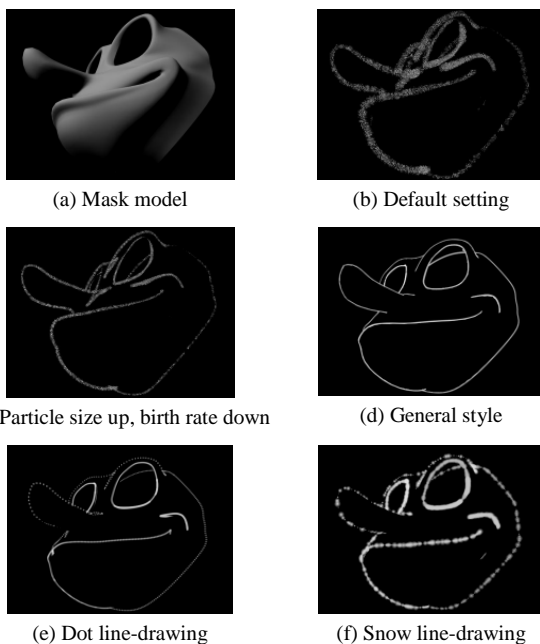 (a) Mask model
(b) Default setting
Particle size up, birth rate down
(d) General style
(e) Dot line-drawing
(f) Snow line-drawing